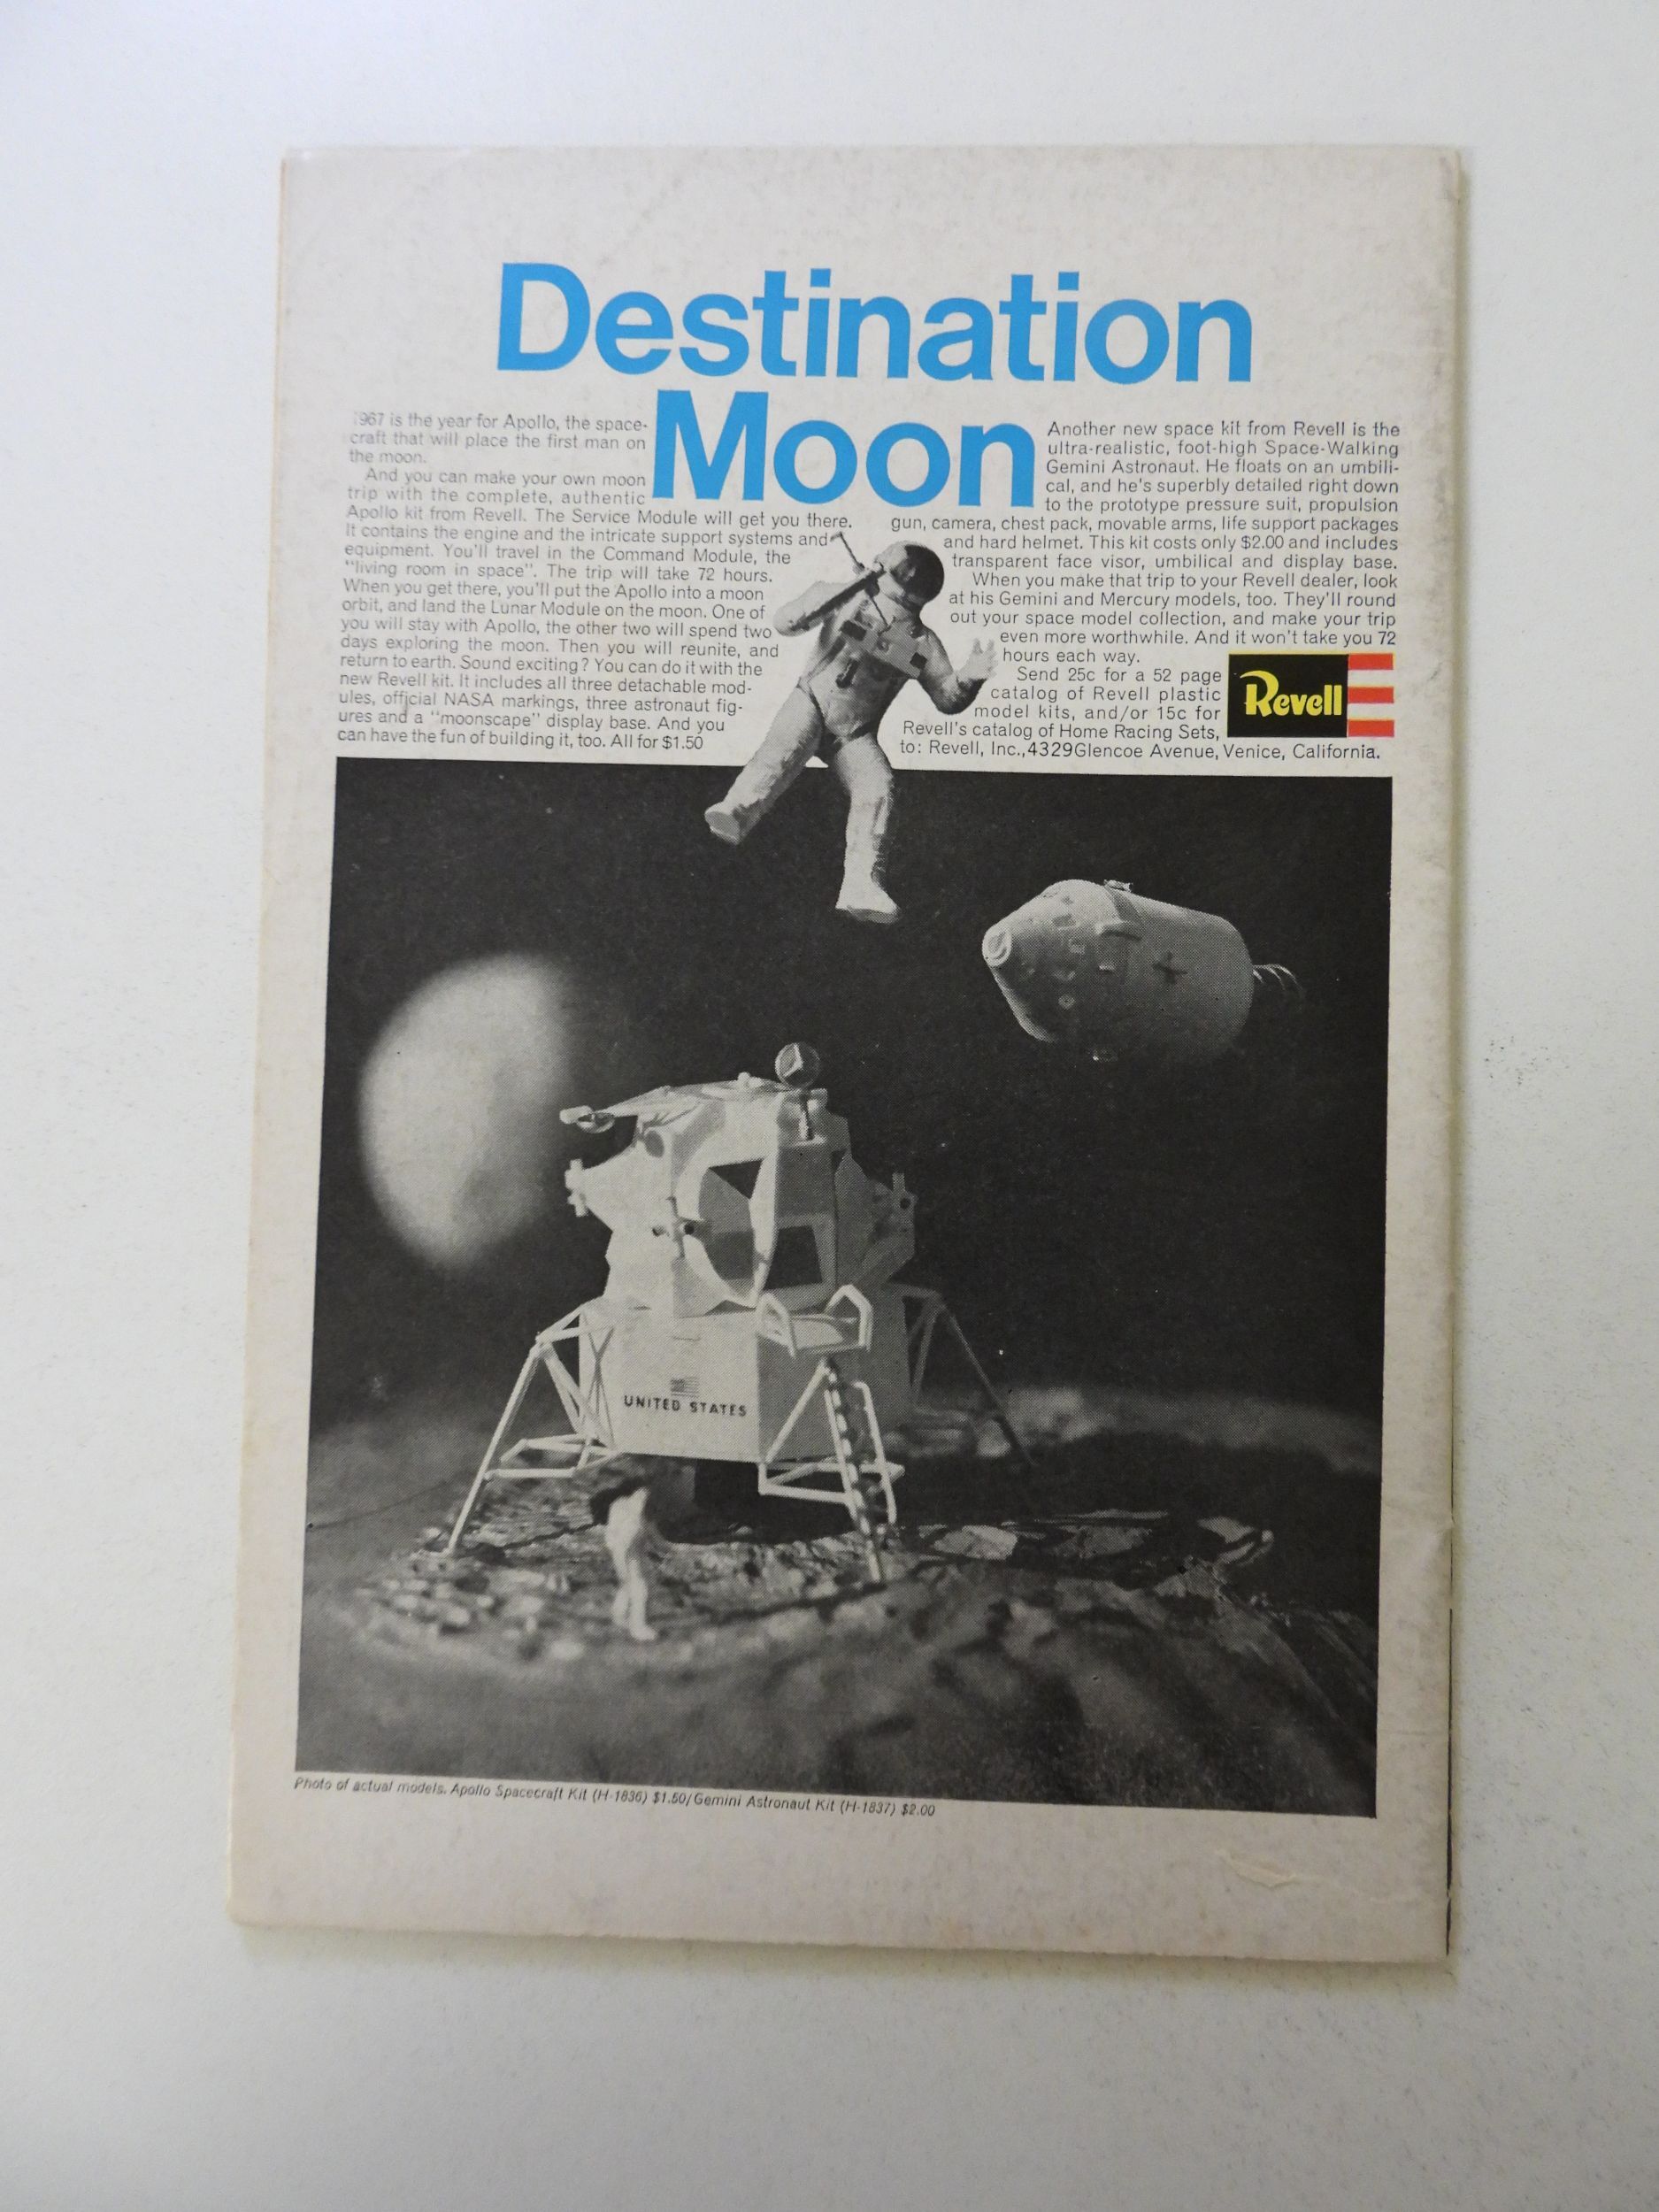 Destination
Moon
1967 is the year for Apollo, the space-
craft that will place the first man on
the moon.
And you can make your own moon
trip with the complete, authentic
Apollo kit from Revell. The Service Module will get you there.
It contains the engine and the intricate support systems and
equipment. You'll travel in the Command Module, the
"living room in space". The trip will take 72 hours.
When you get there, you'll put the Apollo into a moon
orbit, and land the Lunar Module on the moon. One of
you will stay with Apollo, the other two will spend two
days exploring the moon. Then you will reunite, and
return to earth. Sound exciting? You can do it with the
new Revell kit. It includes all three detachable mod-
ules, official NASA markings, three astronaut fig-
ures and a "moonscape" display base. And you
can have the fun of building it, too. All for $1.50
Another new space kit from Revell is the
ultra-realistic, foot-high Space-Walking
Gemini Astronaut. He floats on an umbili-
cal, and he's superbly detailed right down
to the prototype pressure suit, propulsion
gun, camera, chest pack, movable arms, life support packages
and hard helmet. This kit costs only $2.00 and includes
transparent face visor, umbilical and display base.
When you make that trip to your Revell dealer, look
at his Gemini and Mercury models, too. They'll round
out your space model collection, and make your trip
even more worthwhile. And it won't take you 72
hours each way.
Send 25c for a 52 page
catalog of Revell plastic
model kits, and/or 15c for
Revell's catalog of Home Racing Sets,
to: Revell, Inc., 4329 Glencoe Avenue, Venice, California.
Revell
UNITED STATES
Photo of actual models. Apollo Spacecraft Kit (H-1836) $1.50/Gemini Astronaut Kit (H-1837) $2.00